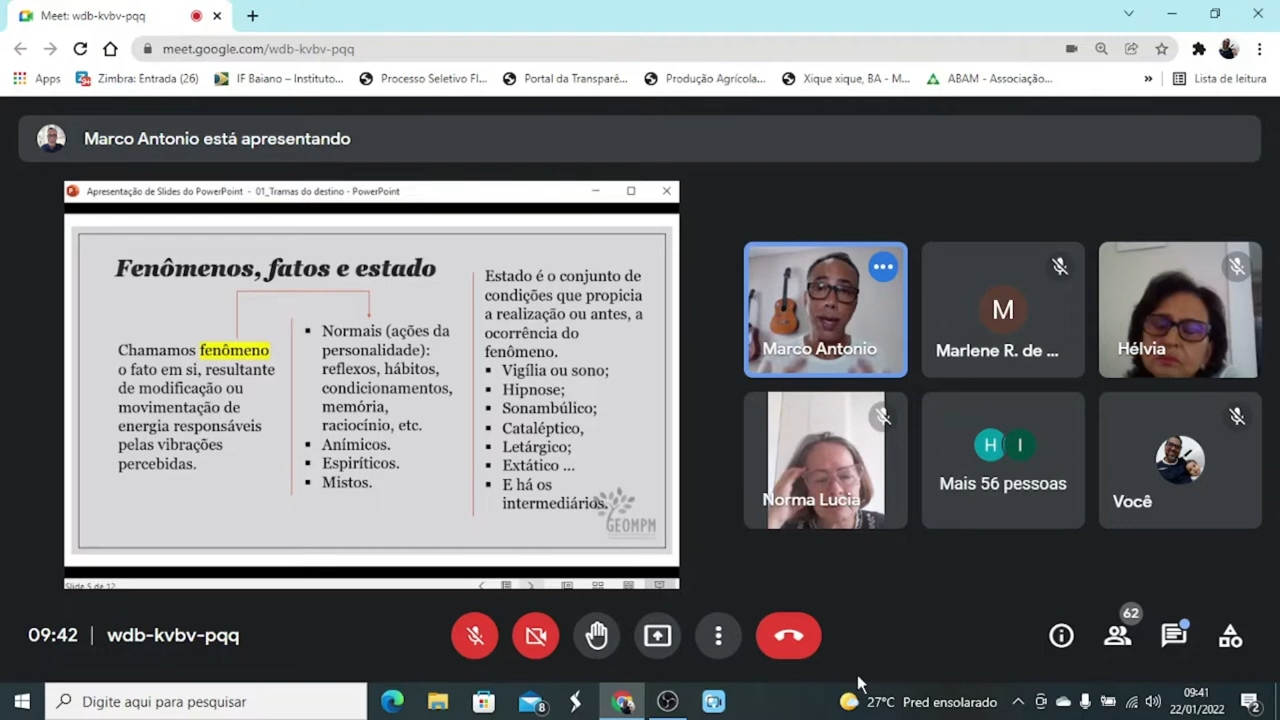 Meet: wdb-kvbv-pqq
meet.google.com/wdb-kvbv-pqq
Apps
Zimbra: Entrada (26)
IF Baiano – Instituto...
Processo Seletivo Fl...
Portal da Transparê...
Produção Agrícola...
Xique xique, BA - M...
ABAM - Associação...
»
Lista de leitura
Marco Antonio está apresentando
Apresentação de Slides do PowerPoint - 01_Tramas do destino - PowerPoint
Fenômenos, fatos e estado
Chamamos fenômeno
o fato em si, resultante
de modificação ou
movimentação de
energia responsáveis
pelas vibrações
percebidas.
▪ Normais (ações da
personalidade):
reflexos, hábitos,
condicionamentos,
memória,
raciocínio, etc.
▪ Anímicos.
▪ Espiríticos.
▪ Mistos.
Estado é o conjunto de
condições que propicia
a realização ou antes, a
ocorrência do
fenômeno.
▪ Vigília ou sono;
▪ Hipnose;
▪ Sonambúlico;
▪ Cataléptico,
▪ Letárgico;
▪ Extático ...
▪ E há os
intermediários.
GEOMPM
Slide 5 de 12
Marco Antonio
M
Marlene R. de ...
Hélvia
Norma Lucia
H I
Mais 56 pessoas
Você
09:42 | wdb-kvbv-pqq
62
Digite aqui para pesquisar
8
27°C Pred ensolarado
09:41
22/01/2022
2